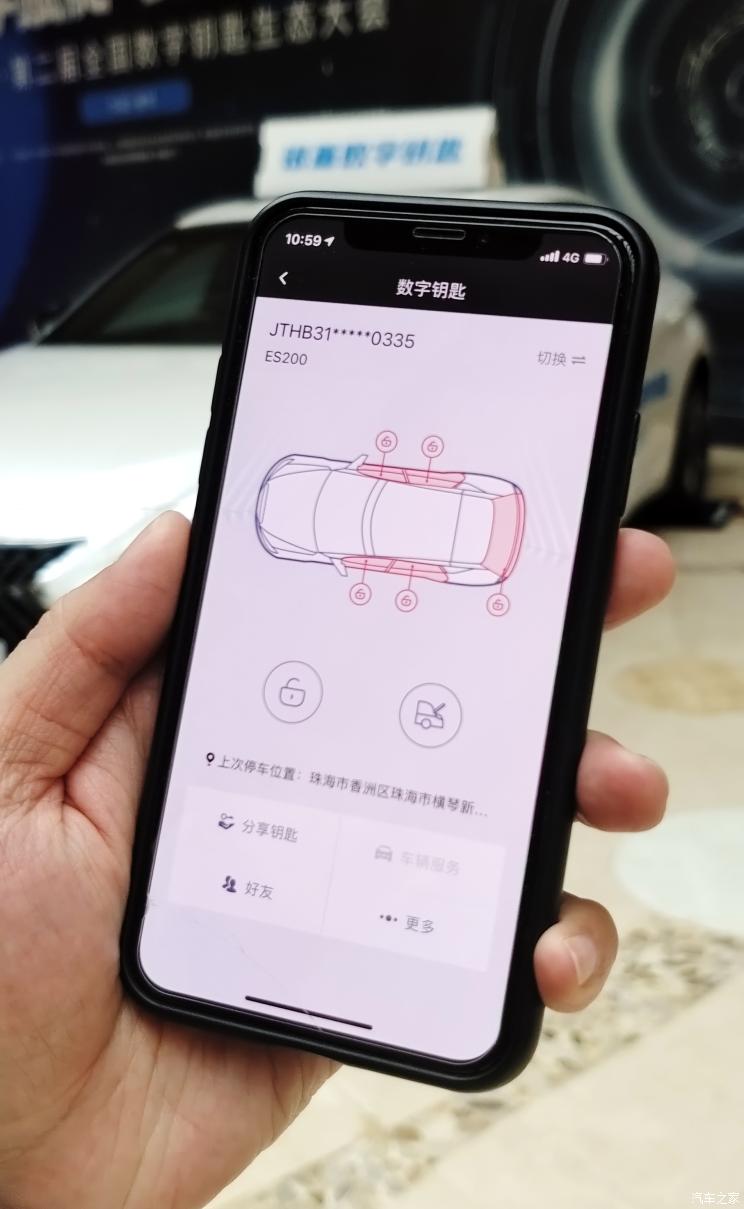 第二届全国数字钥匙生态大会
银基数字钥匙
10:59
4G
数字钥匙
JTHB31*****0335
ES200
切换
上次停车位置：珠海市香洲区珠海市横琴新...
分享钥匙
车辆服务
好友
更多
汽车之家